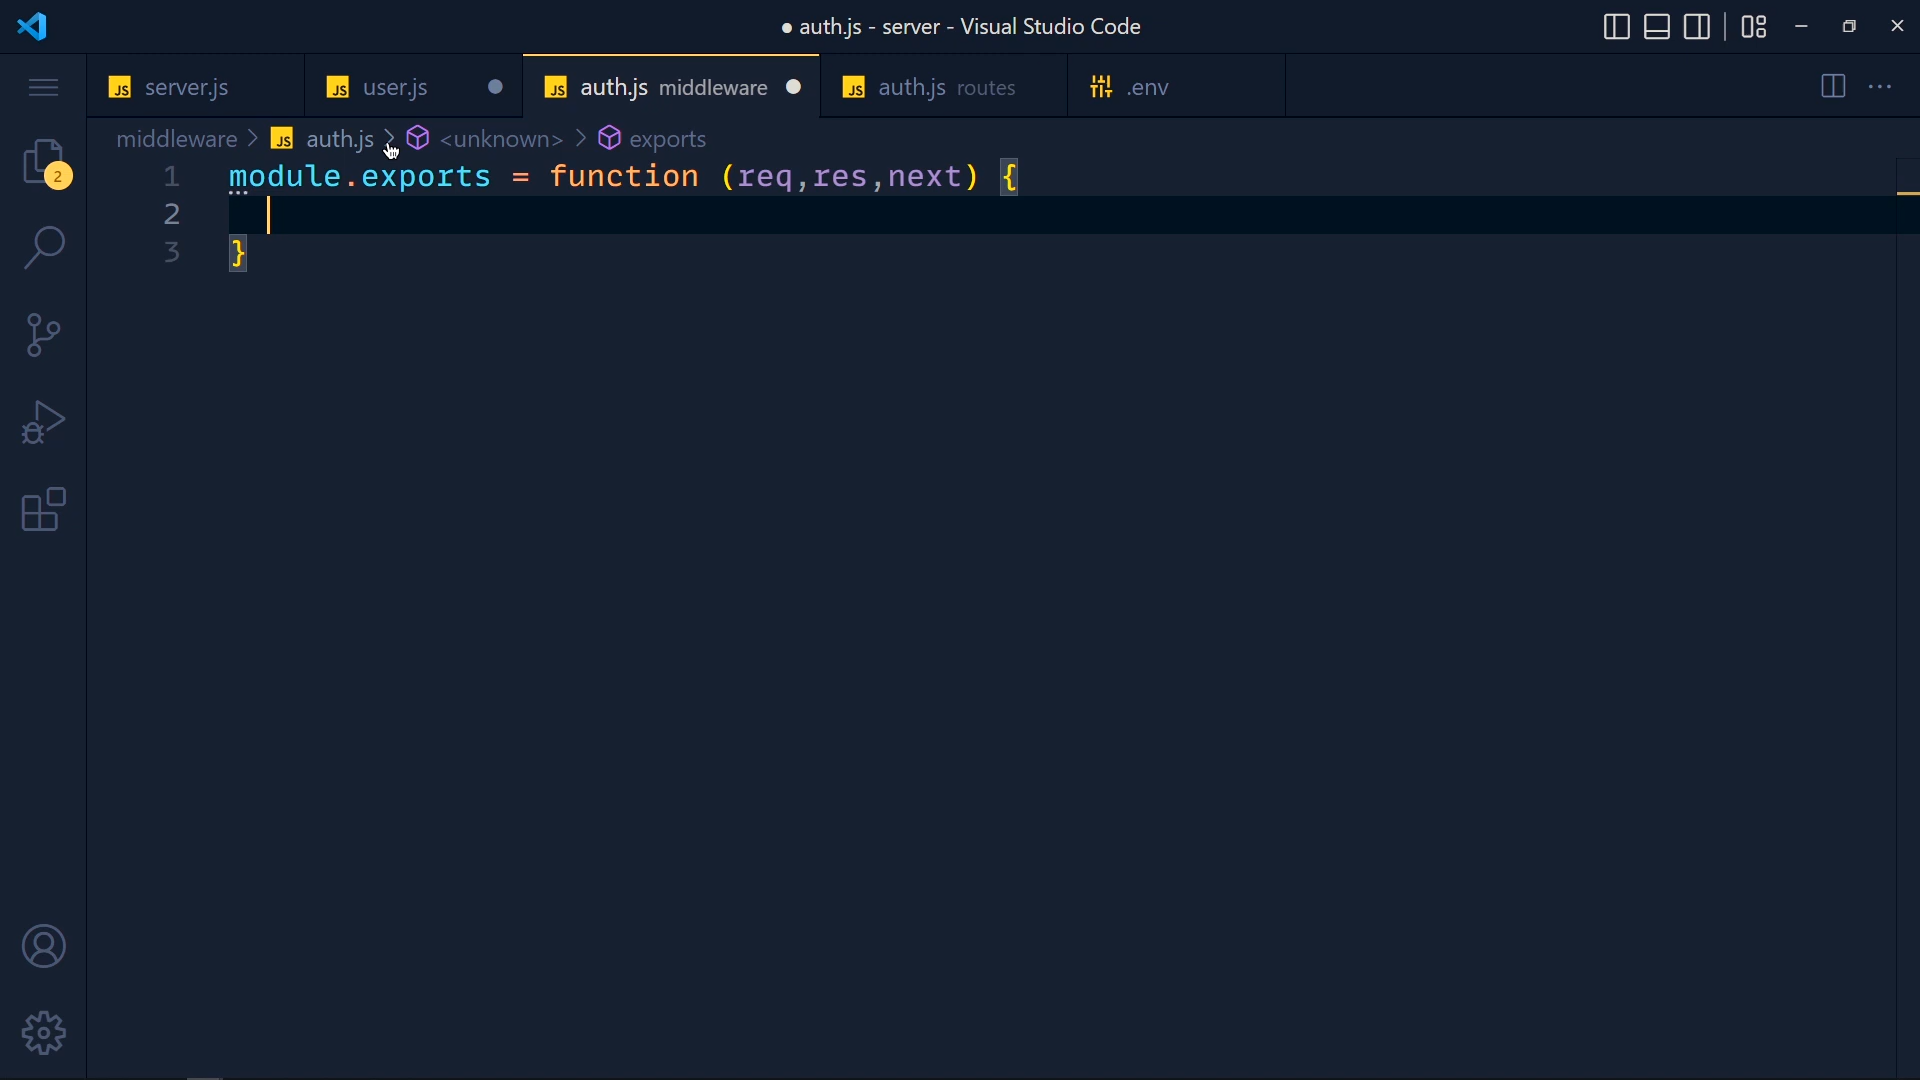 ● auth.js - server - Visual Studio Code
JS server.js
JS user.js
JS auth.js middleware
JS auth.js routes
.env
middleware > JS auth.js > <unknown> > exports
2
1 module.exports = function (req,res,next) {
2
3 }